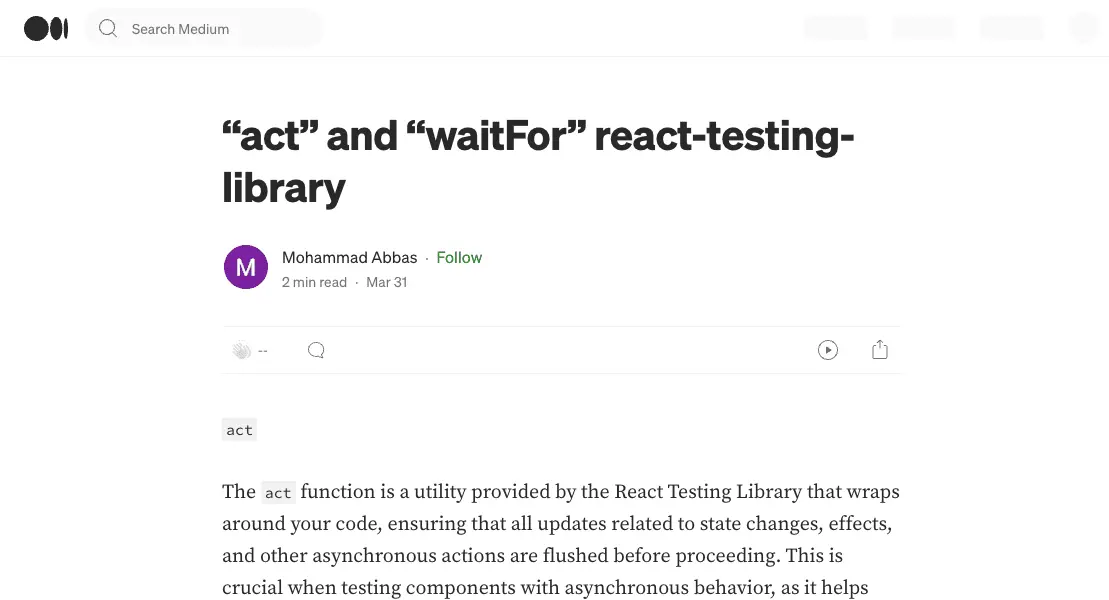 Search Medium
“act” and “waitFor” react-testing-
library
M
Mohammad Abbas · Follow
2 min read · Mar 31
--
act
The act function is a utility provided by the React Testing Library that wraps
around your code, ensuring that all updates related to state changes, effects,
and other asynchronous actions are flushed before proceeding. This is
crucial when testing components with asynchronous behavior, as it helps